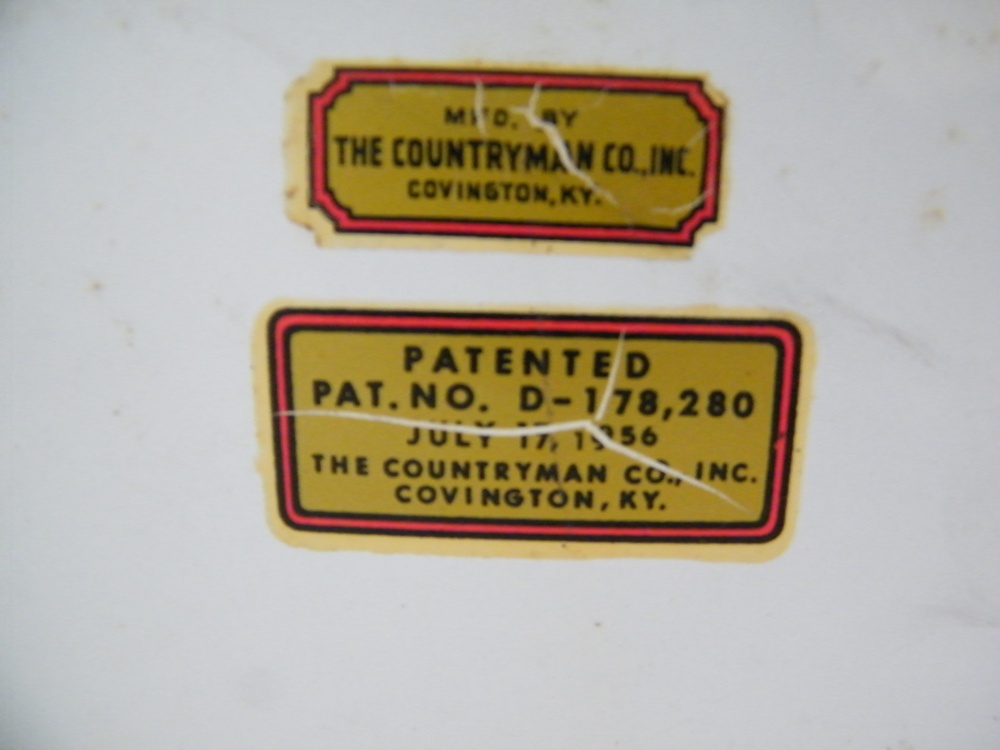 MFD. BY
THE COUNTRYMAN CO., INC.
COVINGTON, KY.
PATENTED
PAT. NO. D-178,280
JULY 17, 1956
THE COUNTRYMAN CO., INC.
COVINGTON, KY.